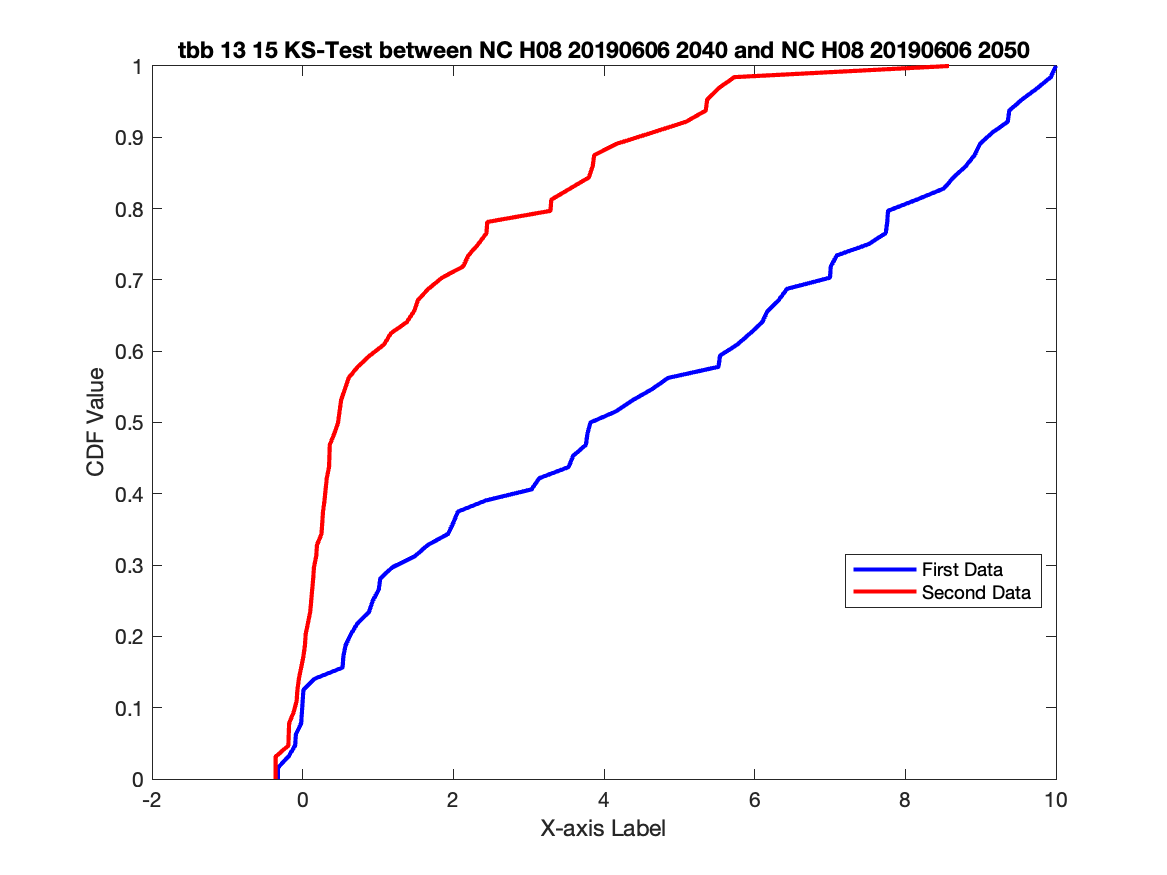 tbb 13 15 KS-Test between NC H08 20190606 2040 and NC H08 20190606 2050
1
0.9
0.8
0.7
0.6
0.5
0.4
0.3
0.2
0.1
0
CDF Value
First Data
Second Data
-2 0 2 4 6 8 10
X-axis Label